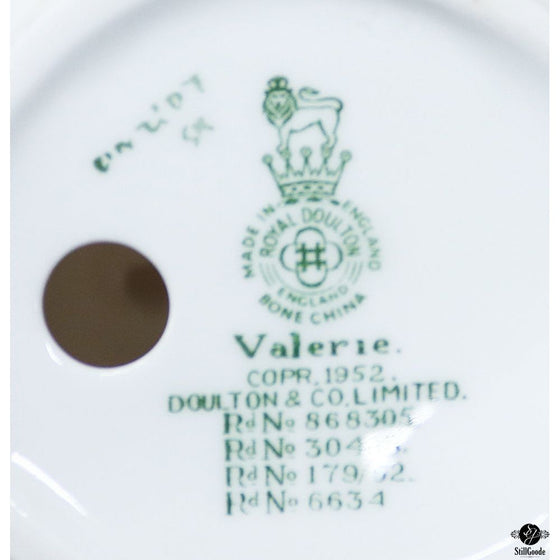 MADE IN ENGLAND
ROYAL DOULTON
ENGLAND
BONE CHINA
Valerie.
COPR. 1952.
DOULTON & CO. LIMITED.
Rd No 868305
Rd No
Rd No
Rd No 6634
StillGoode